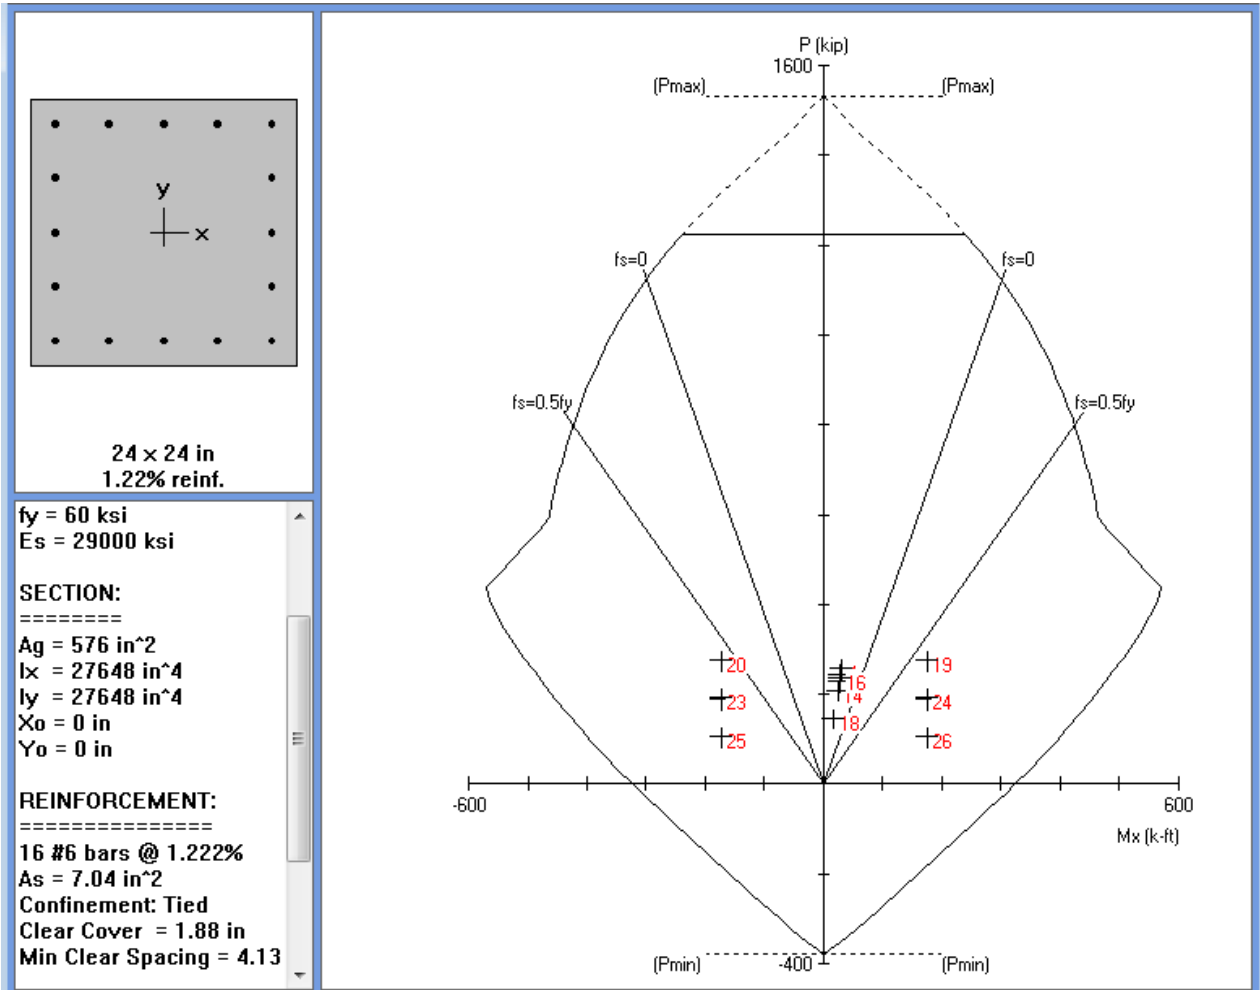 y
x
24 x 24 in
1.22% reinf.
fy = 60 ksi
Es = 29000 ksi
SECTION:
========
Ag = 576 in^2
Ix = 27648 in^4
Iy = 27648 in^4
Xo = 0 in
Yo = 0 in
REINFORCEMENT:
===============
16 #6 bars @ 1.222%
As = 7.04 in^2
Confinement: Tied
Clear Cover = 1.88 in
Min Clear Spacing = 4.13
P (kip)
1600
(Pmax) (Pmax)
fs=0 fs=0
fs=0.5fy fs=0.5fy
20 19
16
23 14 24
18
25 26
-600 600
Mx (k-ft)
(Pmin) -400 (Pmin)